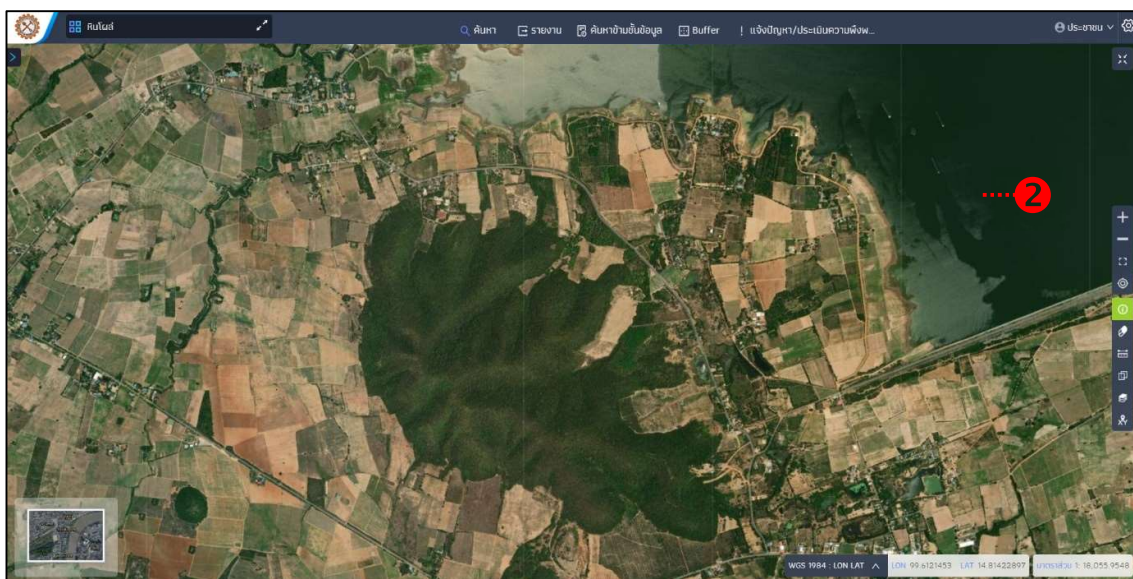 หินโผล่
ค้นหา
รายงาน
ค้นหาข้ามชั้นข้อมูล
Buffer
! แจ้งปัญหา/ประเมินความพึงพ...
ประชาชน
2
WGS 1984 : LON LAT
LON 99.6121453 LAT 14.81422897
มาตราส่วน 1: 18,055.9548